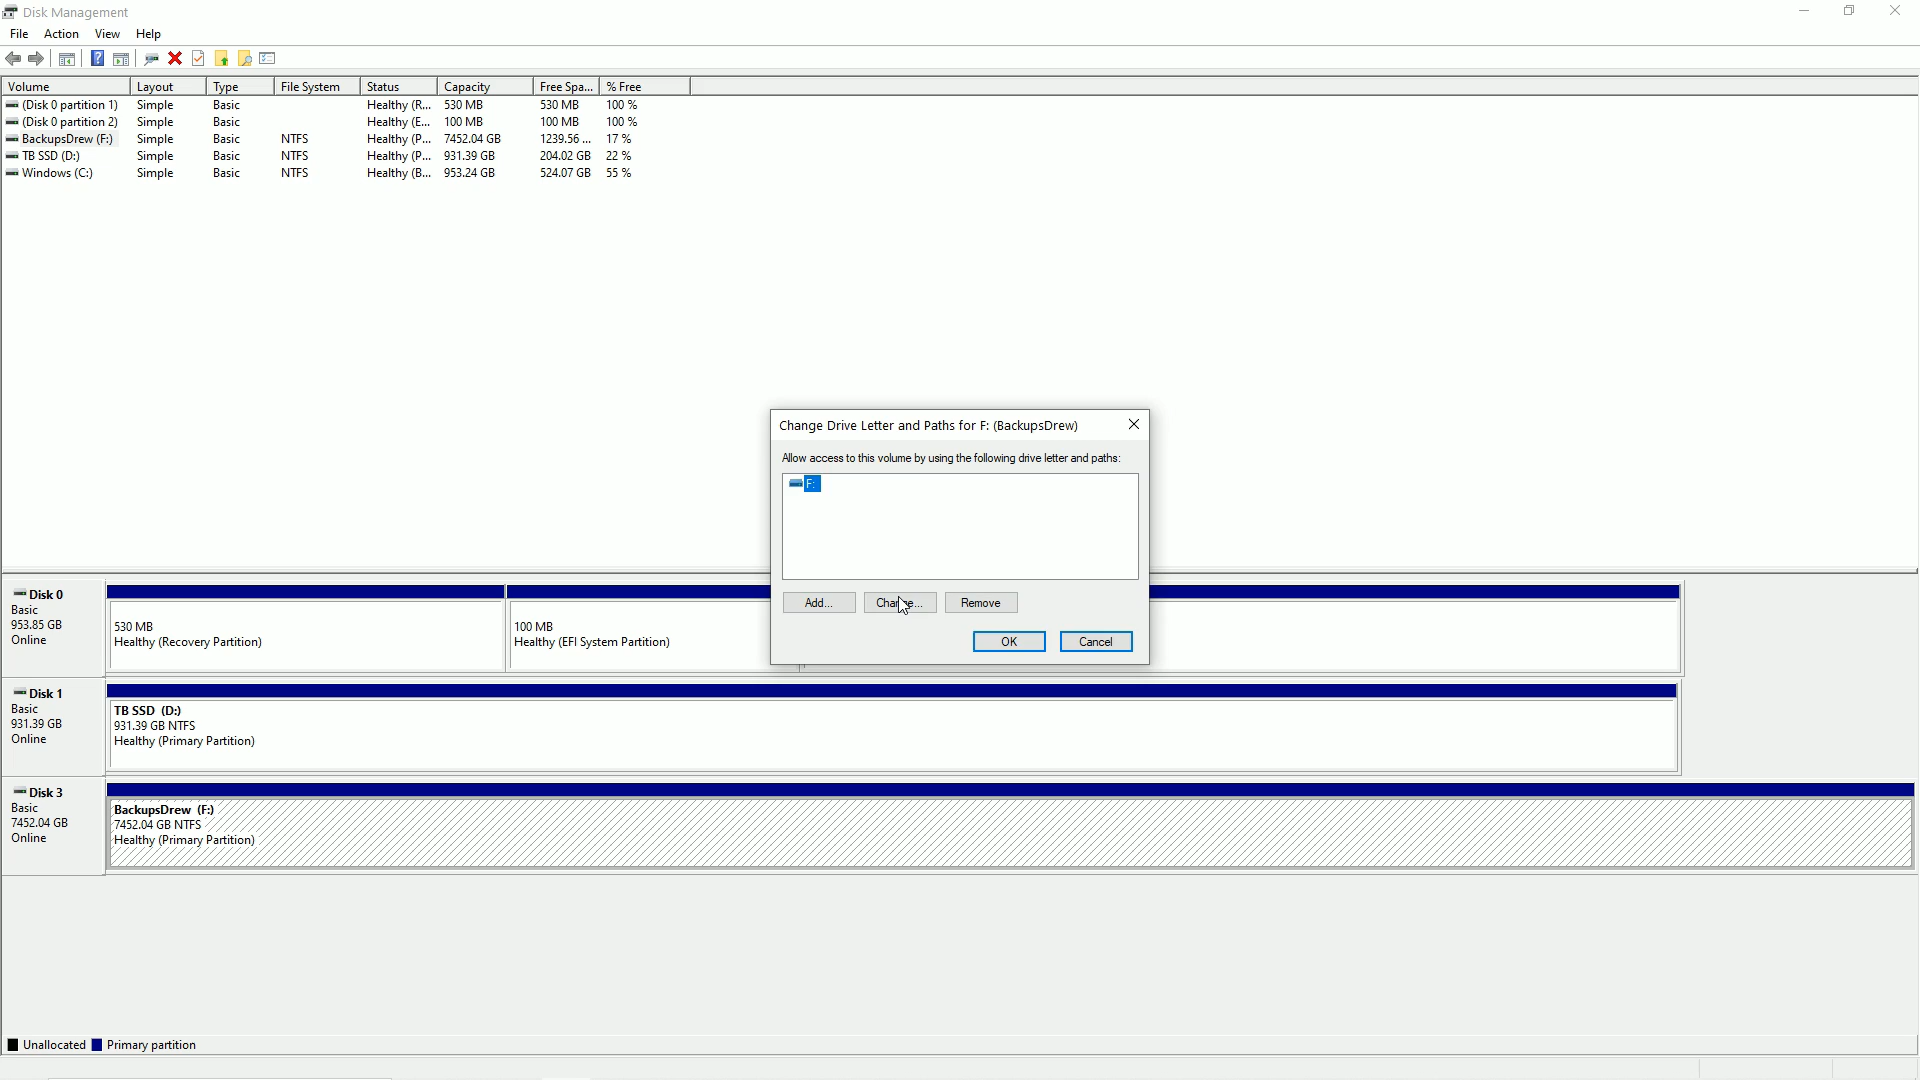 Disk Management
File Action View Help
Volume Layout Type File System Status Capacity Free Spa... % Free
(Disk 0 partition 1) Simple Basic Healthy (R... 530 MB 530 MB 100 %
(Disk 0 partition 2) Simple Basic Healthy (E... 100 MB 100 MB 100 %
BackupsDrew (F:) Simple Basic NTFS Healthy (P... 7452.04 GB 1239.56 ... 17 %
TB SSD (D:) Simple Basic NTFS Healthy (P... 931.39 GB 204.02 GB 22 %
Windows (C:) Simple Basic NTFS Healthy (B... 953.24 GB 524.07 GB 55 %
Change Drive Letter and Paths for F: (BackupsDrew)
Allow access to this volume by using the following drive letter and paths:
F:
Add... Change... Remove
OK Cancel
Disk 0
Basic
953.85 GB
Online
530 MB
Healthy (Recovery Partition)
100 MB
Healthy (EFI System Partition)
Disk 1
Basic
931.39 GB
Online
TB SSD (D:)
931.39 GB NTFS
Healthy (Primary Partition)
Disk 3
Basic
7452.04 GB
Online
BackupsDrew (F:)
7452.04 GB NTFS
Healthy (Primary Partition)
Unallocated Primary partition